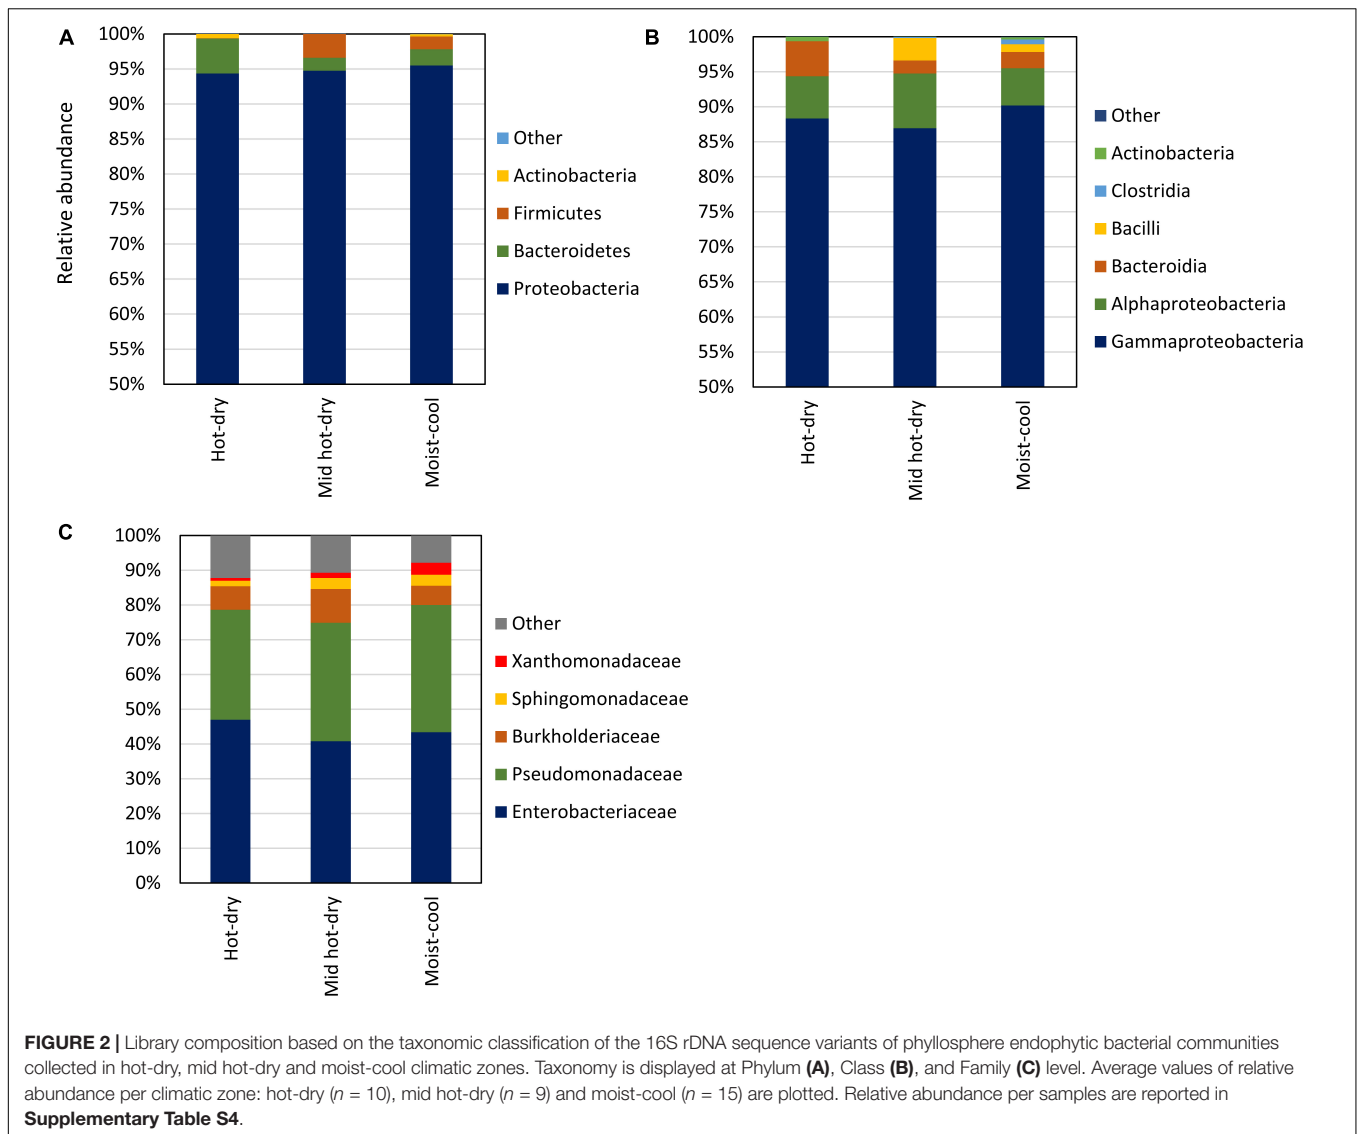 A
Relative abundance
100%
95%
90%
85%
80%
75%
70%
65%
60%
55%
50%
Hot-dry
Mid hot-dry
Moist-cool
Other
Actinobacteria
Firmicutes
Bacteroidetes
Proteobacteria
B
100%
95%
90%
85%
80%
75%
70%
65%
60%
55%
50%
Hot-dry
Mid hot-dry
Moist-cool
Other
Actinobacteria
Clostridia
Bacilli
Bacteroidia
Alphaproteobacteria
Gammaproteobacteria
C
100%
90%
80%
70%
60%
50%
40%
30%
20%
10%
0%
Hot-dry
Mid hot-dry
Moist-cool
Other
Xanthomonadaceae
Sphingomonadaceae
Burkholderiaceae
Pseudomonadaceae
Enterobacteriaceae
FIGURE 2 | Library composition based on the taxonomic classification of the 16S rDNA sequence variants of phyllosphere endophytic bacterial communities
collected in hot-dry, mid hot-dry and moist-cool climatic zones. Taxonomy is displayed at Phylum (A), Class (B), and Family (C) level. Average values of relative
abundance per climatic zone: hot-dry (n = 10), mid hot-dry (n = 9) and moist-cool (n = 15) are plotted. Relative abundance per samples are reported in
Supplementary Table S4.